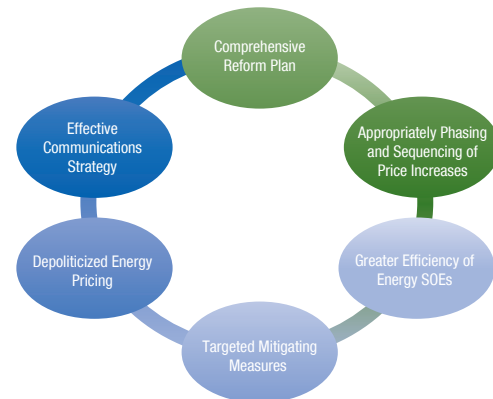 Comprehensive
Reform Plan
Appropriately Phasing
and Sequencing of
Price Increases
Greater Efficiency of
Energy SOEs
Targeted Mitigating
Measures
Depoliticized Energy
Pricing
Effective
Communications
Strategy